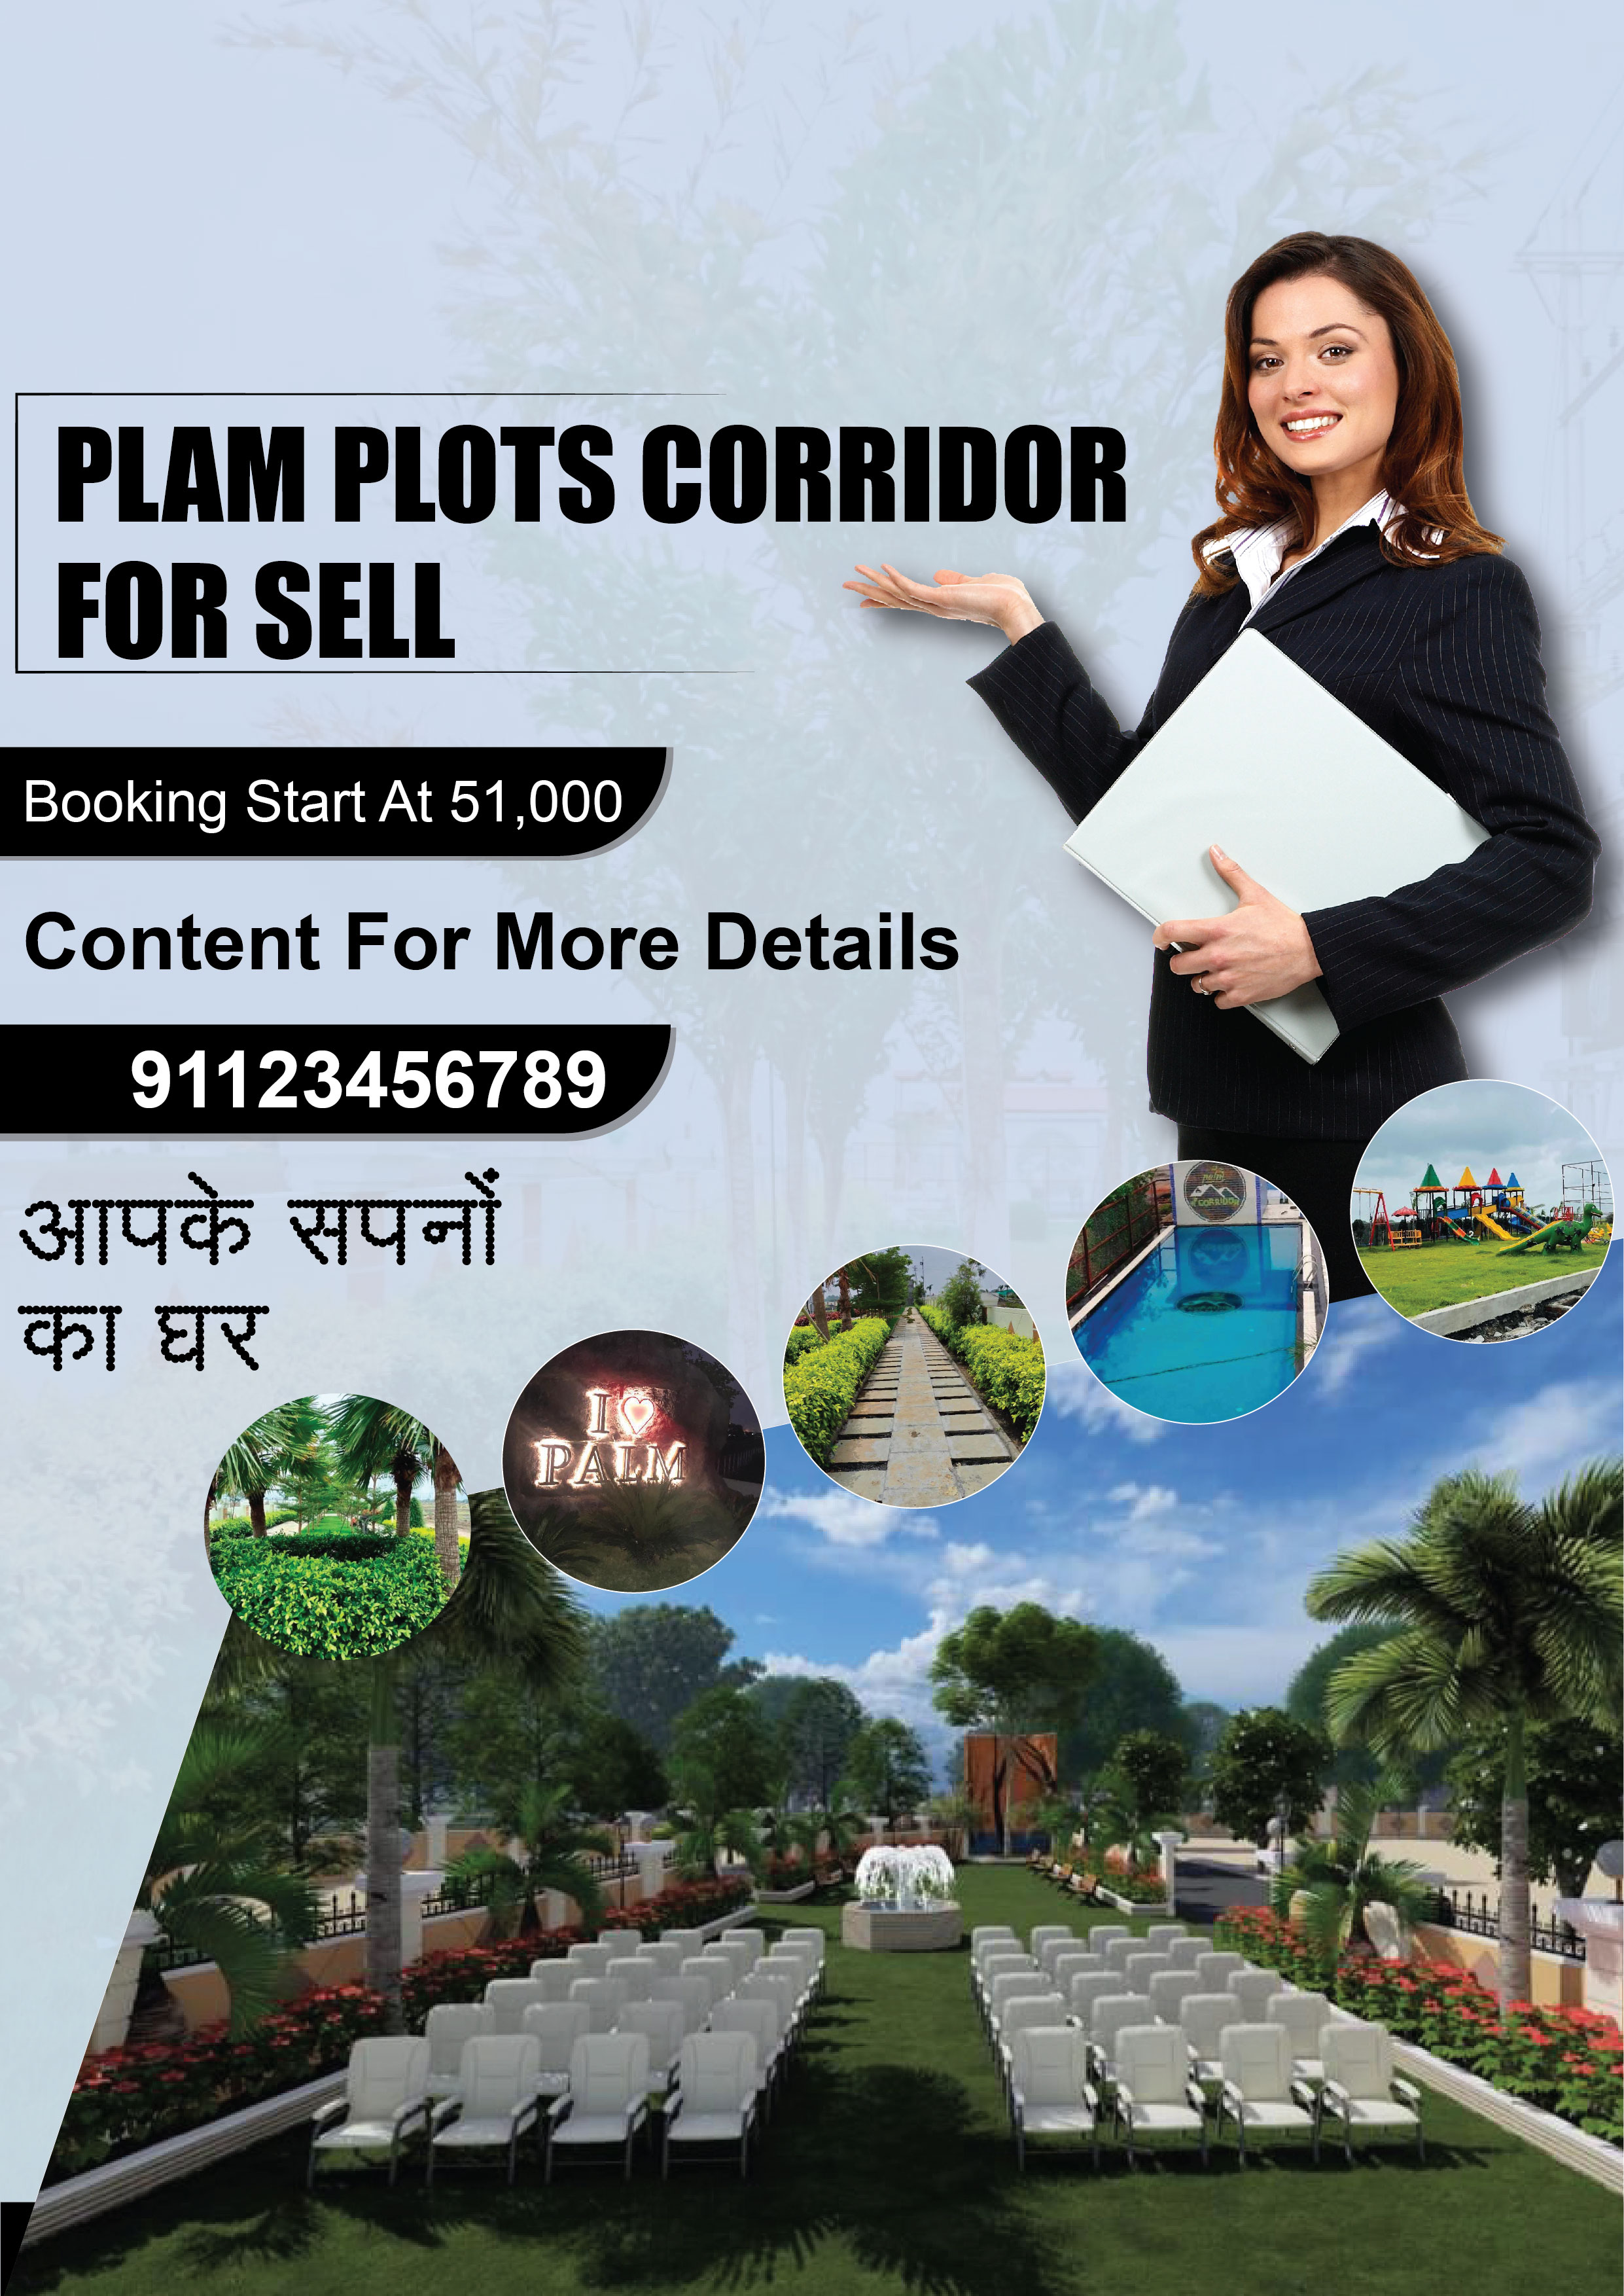 PLAM PLOTS CORRIDOR
FOR SELL
Booking Start At 51,000
Content For More Details
91123456789
आपके सपनों
का घर
I ♥
PALM
CORRIDOR